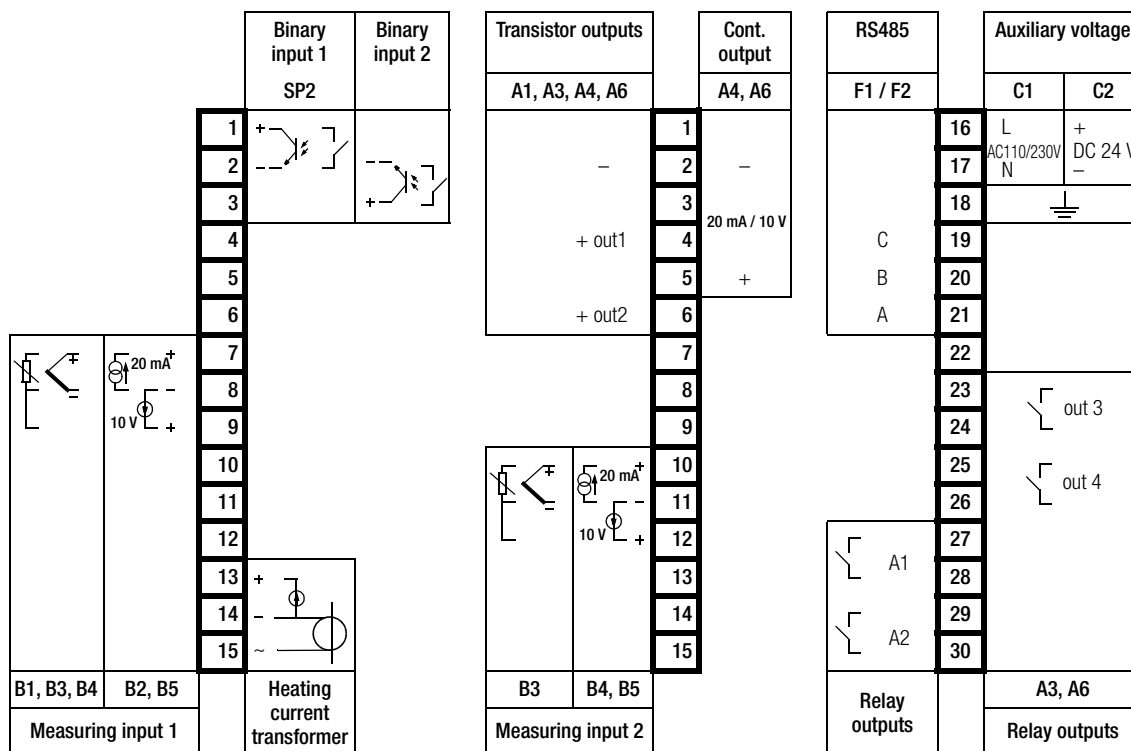 Binary input 1
Binary input 2
Transistor outputs
Cont. output
RS485
Auxiliary voltage
SP2
A1, A3, A4, A6
A4, A6
F1 / F2
C1
C2
1
2
3
4
5
6
7
8
9
10
11
12
13
14
15
+
--
--
+
–
+ out1
+ out2
1
2
3
4
5
6
7
8
9
10
11
12
13
14
15
–
20 mA / 10 V
+
C
B
A
16
17
18
19
20
21
22
23
24
25
26
27
28
29
30
L
AC110/230V
N
+
DC 24 V
–
out 3
out 4
+
=
20 mA
+
–
10 V
+
+
–
~
+
=
20 mA
+
–
10 V
+
A1
A2
B1, B3, B4
B2, B5
Measuring input 1
Heating current transformer
B3
B4, B5
Measuring input 2
Relay outputs
A3, A6
Relay outputs